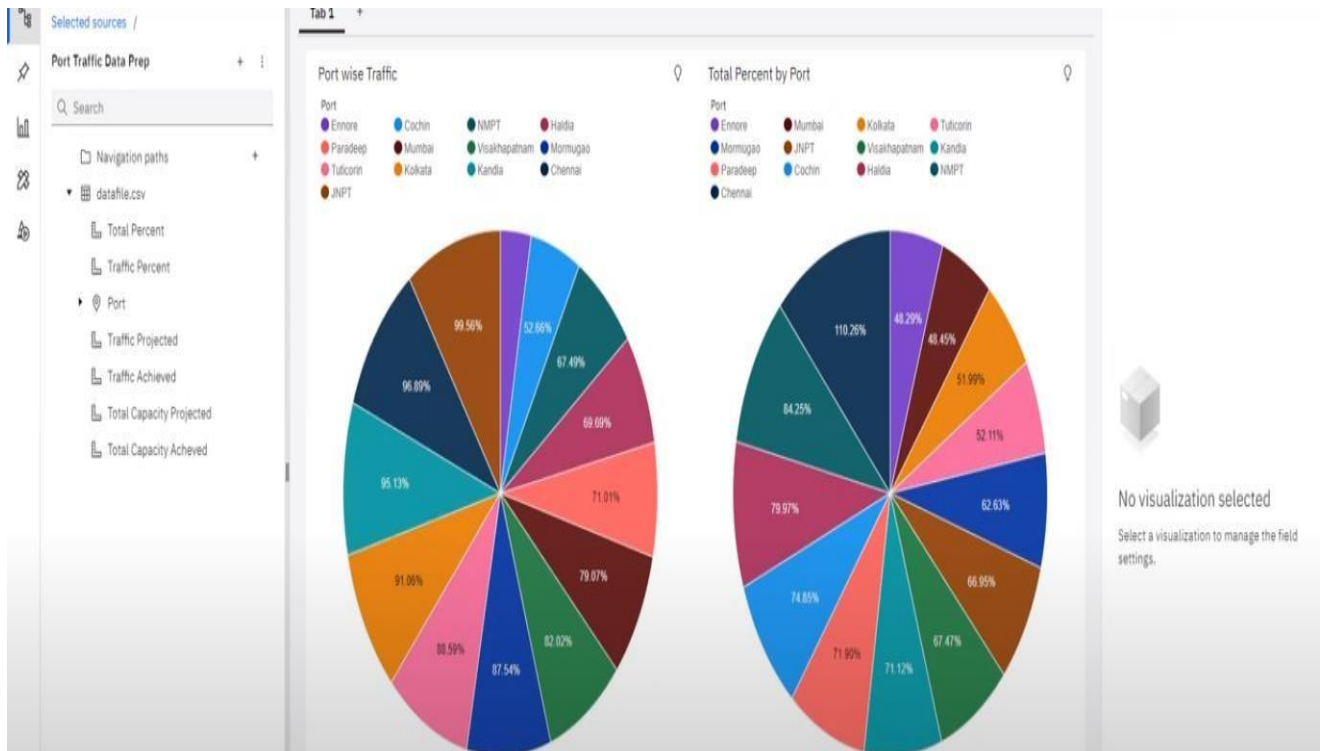 Selected sources /
Port Traffic Data Prep + ⋮
Search
Navigation paths +
datafile.csv
Total Percent
Traffic Percent
Port
Traffic Projected
Traffic Achieved
Total Capacity Projected
Total Capacity Acheved
Tab 1 +
Port wise Traffic
Port
Ennore Cochin NMPT Haldia
Paradeep Mumbai Visakhapatnam Mormugao
Tuticorin Kolkata Kandla Chennai
JNPT
99.56% 52.66%
67.49%
96.89%
69.69%
95.13% 71.01%
91.06% 79.07%
88.59% 82.02%
87.54%
Total Percent by Port
Port
Ennore Mumbai Kolkata Tuticorin
Mormugao JNPT Visakhapatnam Kandla
Paradeep Cochin Haldia NMPT
Chennai
110.26% 48.29%
48.45%
51.99%
84.25%
52.11%
79.97% 62.63%
74.85% 66.95%
71.90% 67.47%
71.12%
No visualization selected
Select a visualization to manage the field
settings.